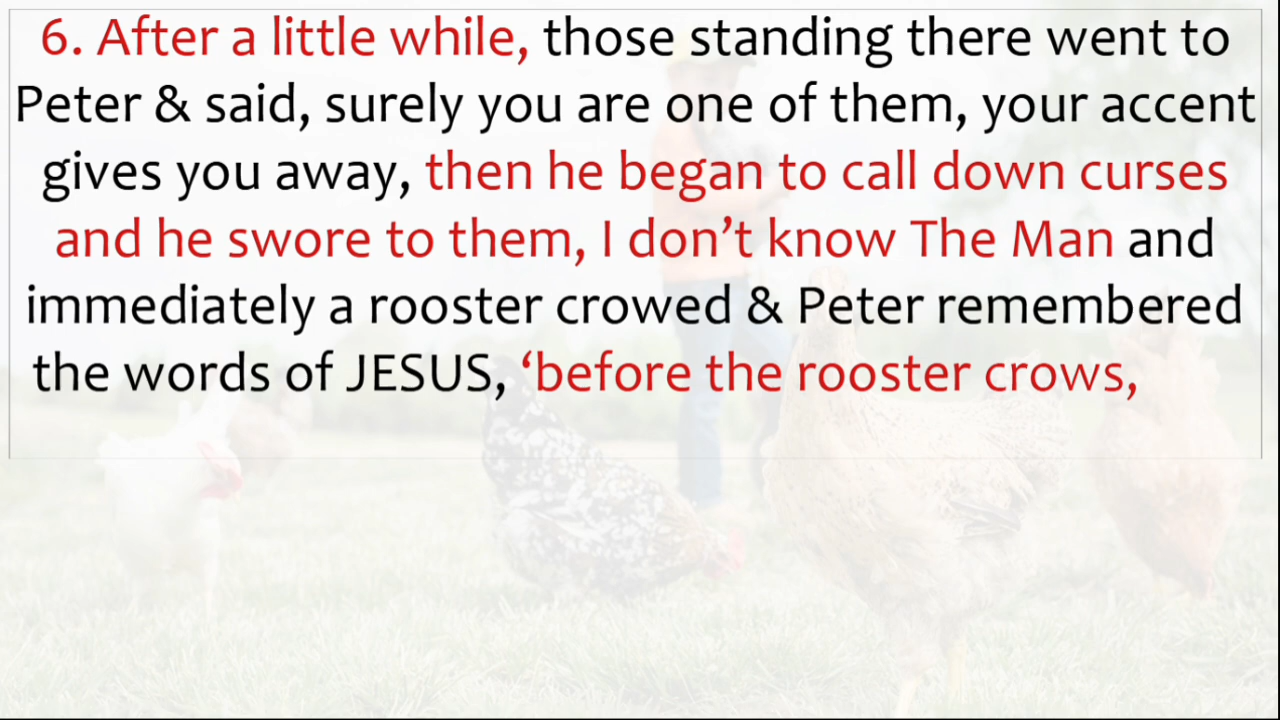 6. After a little while, those standing there went to
Peter & said, surely you are one of them, your accent
gives you away, then he began to call down curses
and he swore to them, I don’t know The Man and
immediately a rooster crowed & Peter remembered
the words of JESUS, ‘before the rooster crows,